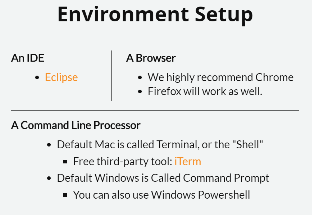 Environment Setup
An IDE
Eclipse
A Browser
We highly recommend Chrome
Firefox will work as well.
A Command Line Processor
Default Mac is called Terminal, or the "Shell"
Free third-party tool: iTerm
Default Windows is Called Command Prompt
You can also use Windows Powershell